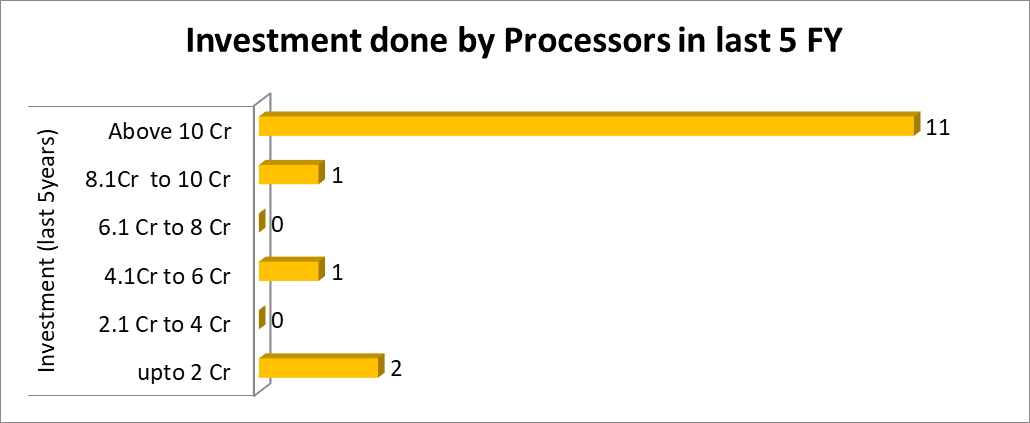 Investment done by Processors in last 5 FY
Investment (last 5years)
Above 10 Cr 11
8.1Cr  to 10 Cr 1
6.1 Cr to 8 Cr 0
4.1Cr to 6 Cr 1
2.1 Cr to 4 Cr 0
upto 2 Cr 2